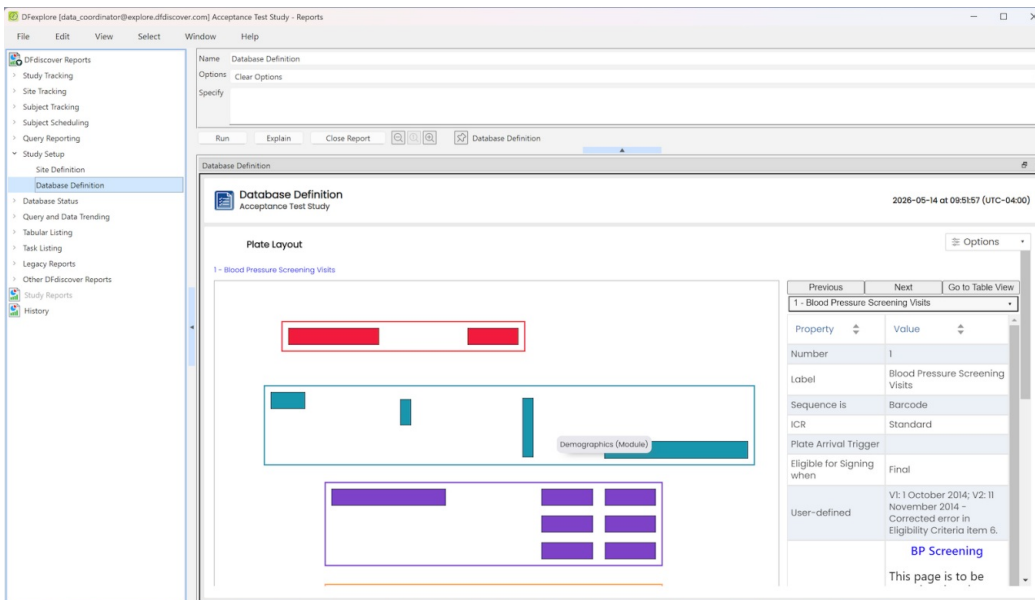 DFexplore [data_coordinator@explore.dfdiscover.com] Acceptance Test Study - Reports
File Edit View Select Window Help
DFdiscover Reports
Study Tracking
Site Tracking
Subject Tracking
Subject Scheduling
Query Reporting
Study Setup
Site Definition
Database Definition
Database Status
Query and Data Trending
Tabular Listing
Task Listing
Legacy Reports
Other DFdiscover Reports
Study Reports
History
Name Database Definition
Options Clear Options
Specify
Run Explain Close Report Database Definition
Database Definition
Database Definition
Acceptance Test Study
2026-05-14 at 09:51:57 (UTC-04:00)
Plate Layout
Options
1 - Blood Pressure Screening Visits
Demographics (Module)
Previous Next Go to Table View
1 - Blood Pressure Screening Visits
Property Value
Number 1
Label Blood Pressure Screening
Visits
Sequence is Barcode
ICR Standard
Plate Arrival Trigger
Eligible for Signing
when Final
User-defined V1: 1 October 2014; V2: 11
November 2014 -
Corrected error in
Eligibility Criteria item 6.
BP Screening
This page is to be